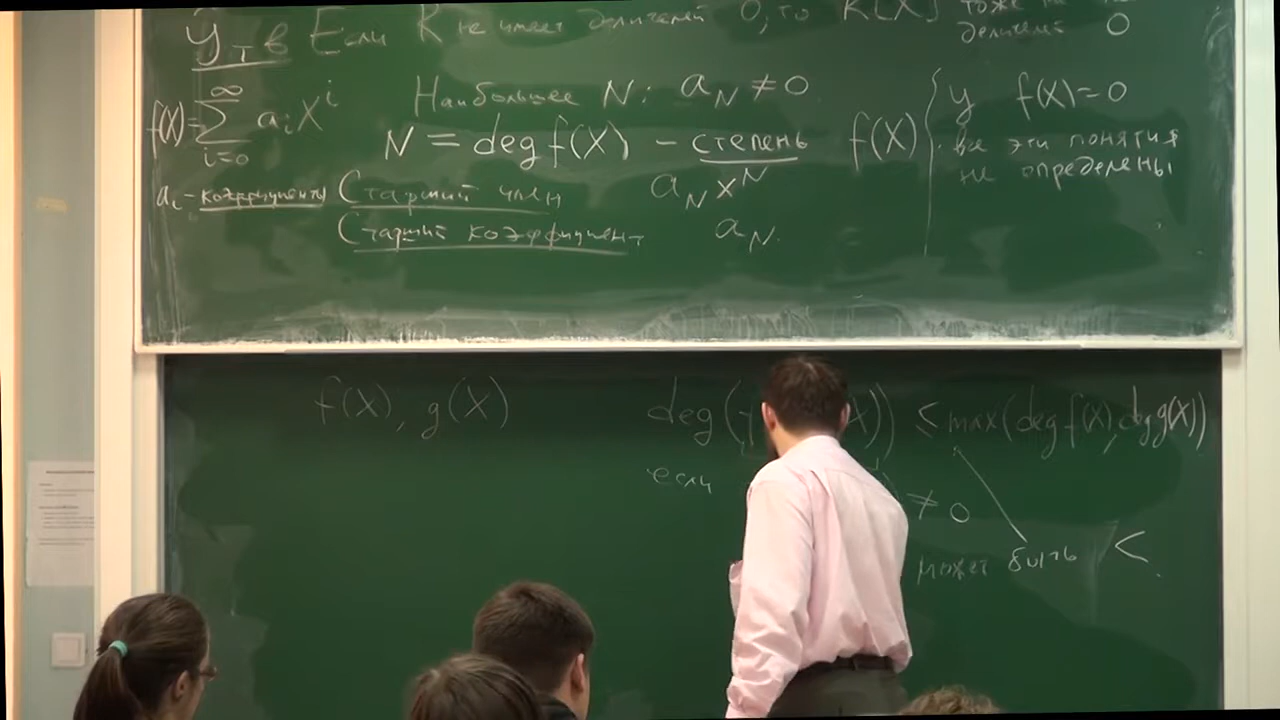 Утв Если K не имеет делителей 0, то K[X] тоже не
делителей 0
f(X)=∑_{i=0}^{∞} a_i X^i
Наибольшее N: a_N ≠ 0
N = deg f(X) – степень f(X)
a_i – коэффициенты
Старший член a_N x^N
Старший коэффициент a_N.
У f(X)=0
все эти понятия
не определены
f(X), g(X)
deg( X)) ≤ max(deg f(X), deg g(X))
если ≠ 0
может быть <.